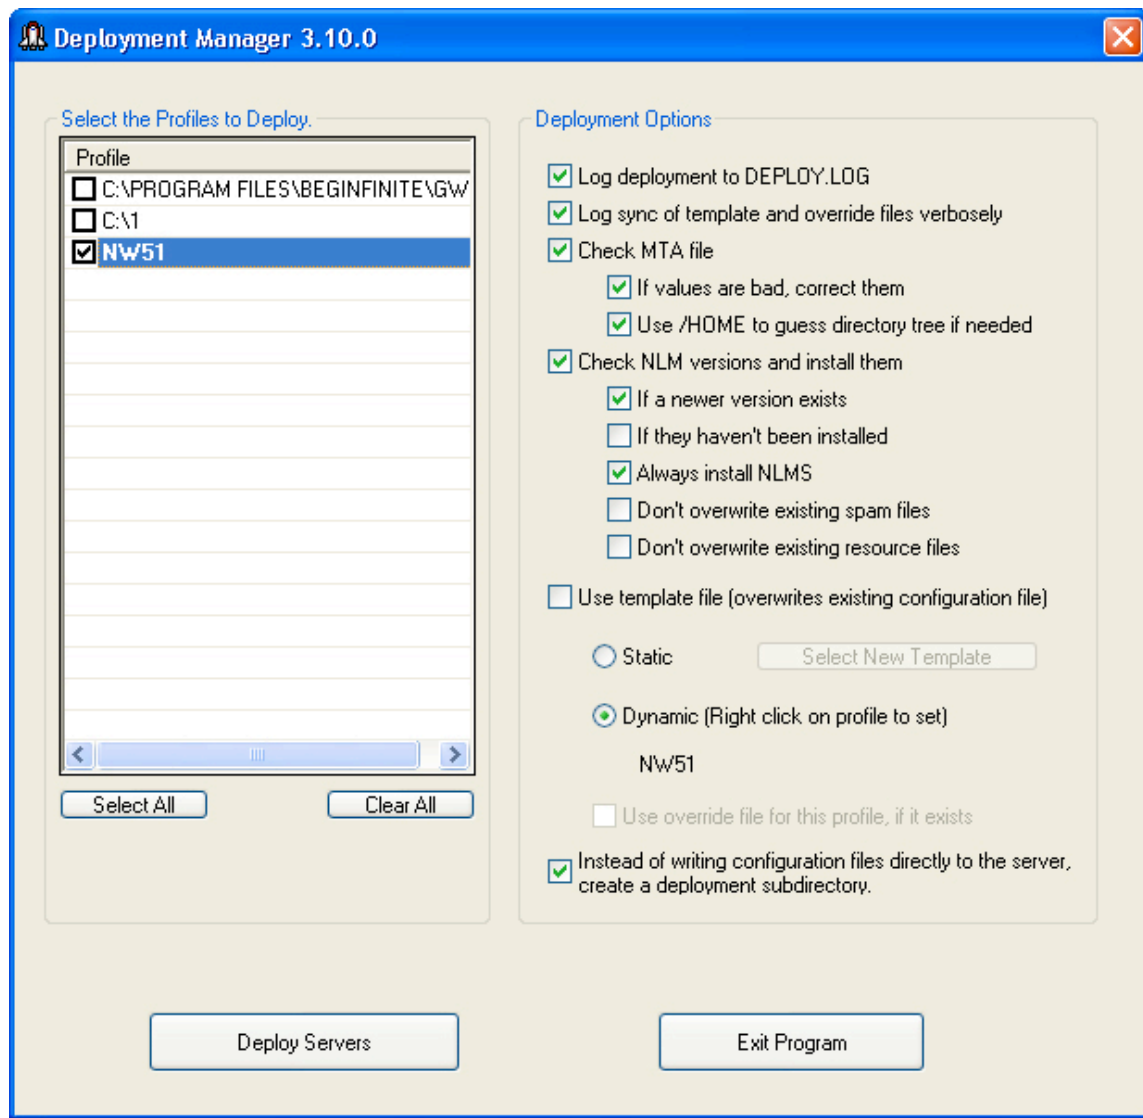 Deployment Manager 3.10.0
Select the Profiles to Deploy.
Profile
C:\PROGRAM FILES\BEGINFINITE\GW
C:\1
NW51
Select All
Clear All
Deployment Options
Log deployment to DEPLOY.LOG
Log sync of template and override files verbosely
Check MTA file
If values are bad, correct them
Use /HOME to guess directory tree if needed
Check NLM versions and install them
If a newer version exists
If they haven't been installed
Always install NLMS
Don't overwrite existing spam files
Don't overwrite existing resource files
Use template file (overwrites existing configuration file)
Static
Select New Template
Dynamic (Right click on profile to set)
NW51
Use override file for this profile, if it exists
Instead of writing configuration files directly to the server,
create a deployment subdirectory.
Deploy Servers
Exit Program